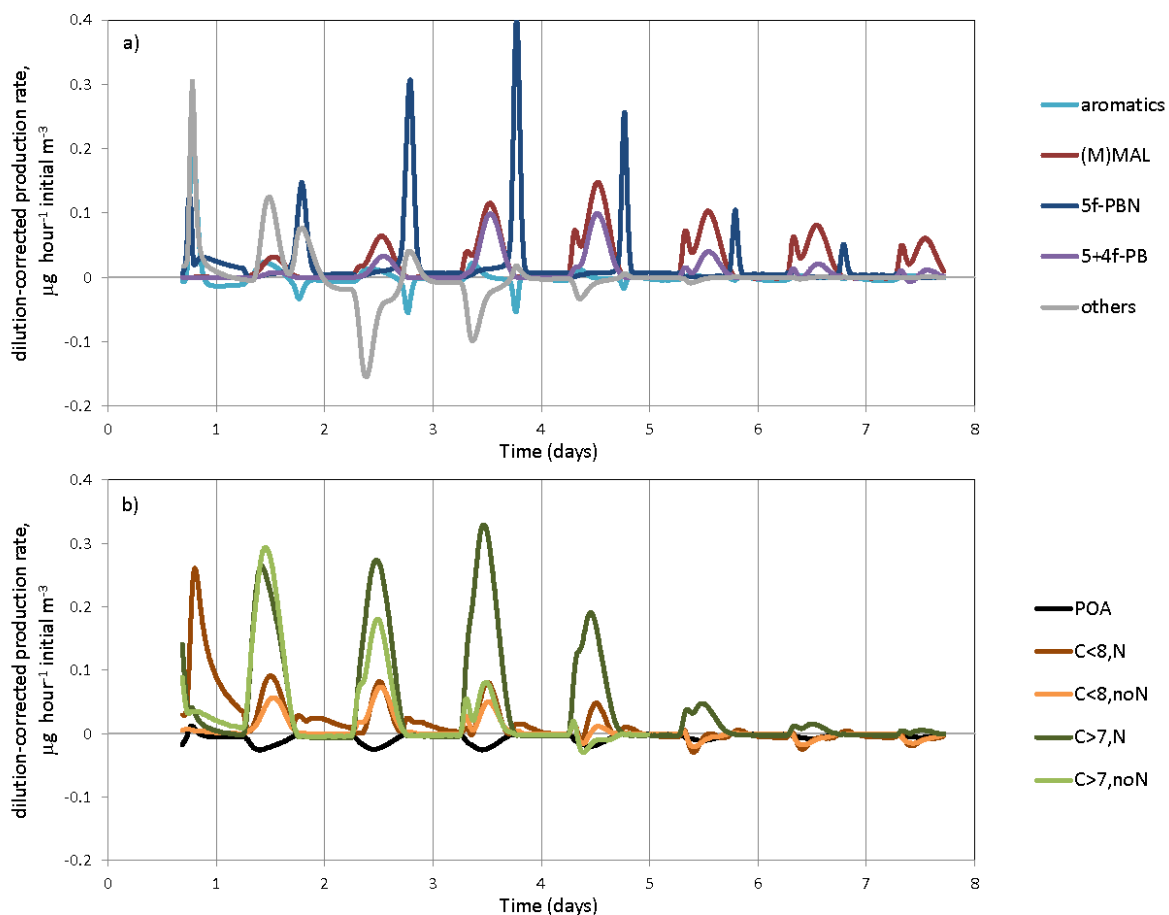 a)
dilution-corrected production rate,
µg hour⁻¹ initial m⁻³
0.4
0.3
0.2
0.1
0
-0.1
-0.2
0 1 2 3 4 5 6 7 8
Time (days)
aromatics
(M)MAL
5f-PBN
5+4f-PB
others
b)
dilution-corrected production rate,
µg hour⁻¹ initial m⁻³
0.4
0.3
0.2
0.1
0
-0.1
-0.2
0 1 2 3 4 5 6 7 8
Time (days)
POA
C<8,N
C<8,noN
C>7,N
C>7,noN